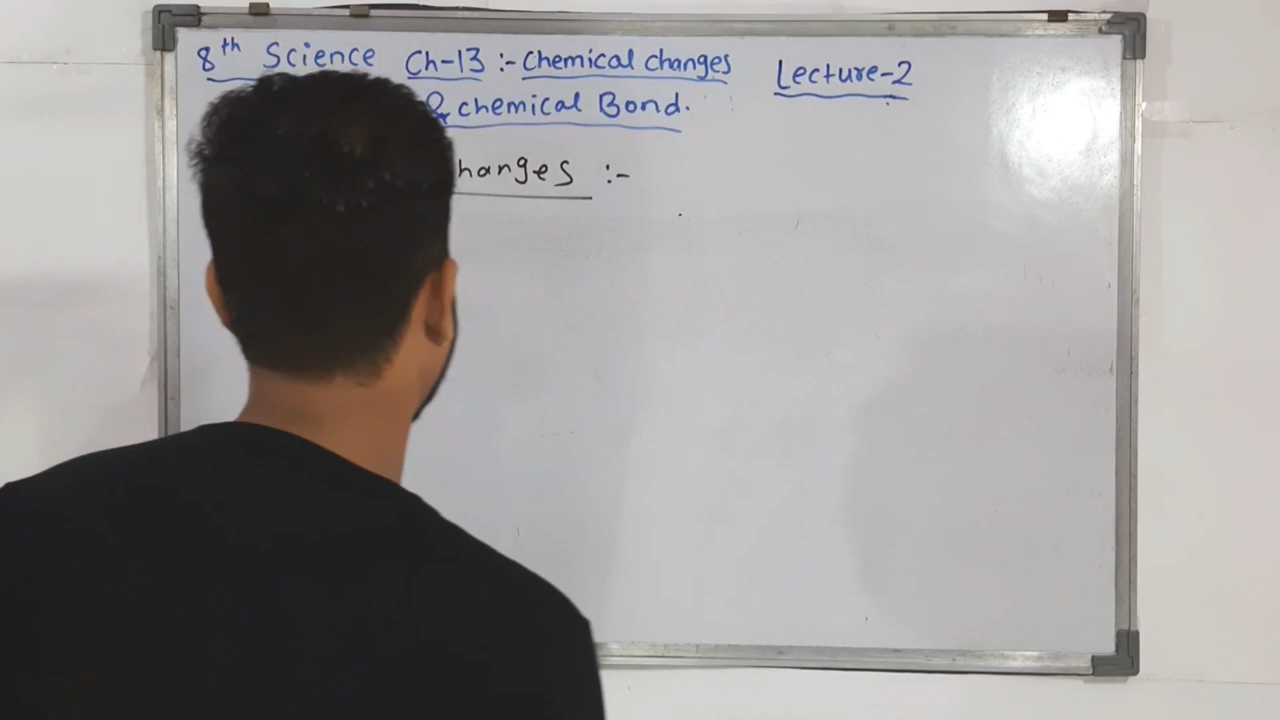 8th Science Ch-13 :- Chemical changes Lecture-2
& chemical Bond.
hanges :-